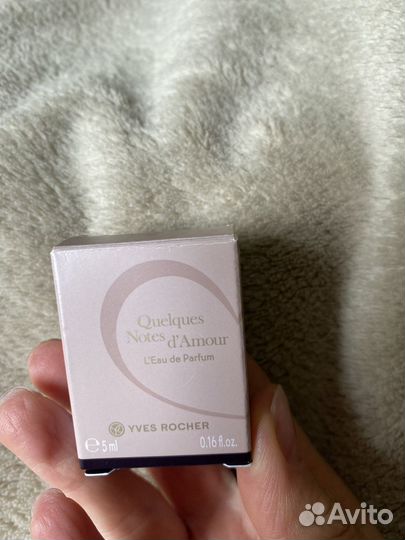 Quelques
Notes d'Amour
L'Eau de Parfum
YVES ROCHER
℮ 5 ml 0.16 fl.oz.
Avito